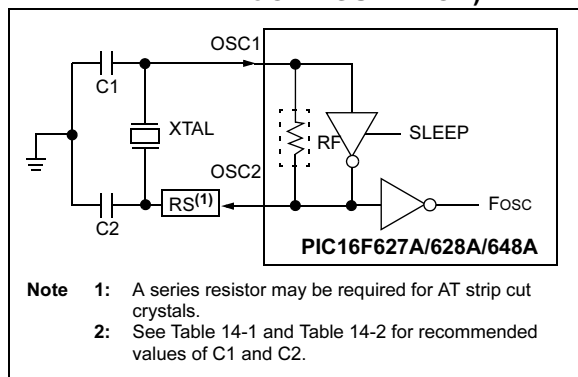 OSC1
C1
XTAL
RF
SLEEP
OSC2
RS(1)
FOSC
C2
PIC16F627A/628A/648A
Note 1: A series resistor may be required for AT strip cut
crystals.
2: See Table 14-1 and Table 14-2 for recommended
values of C1 and C2.